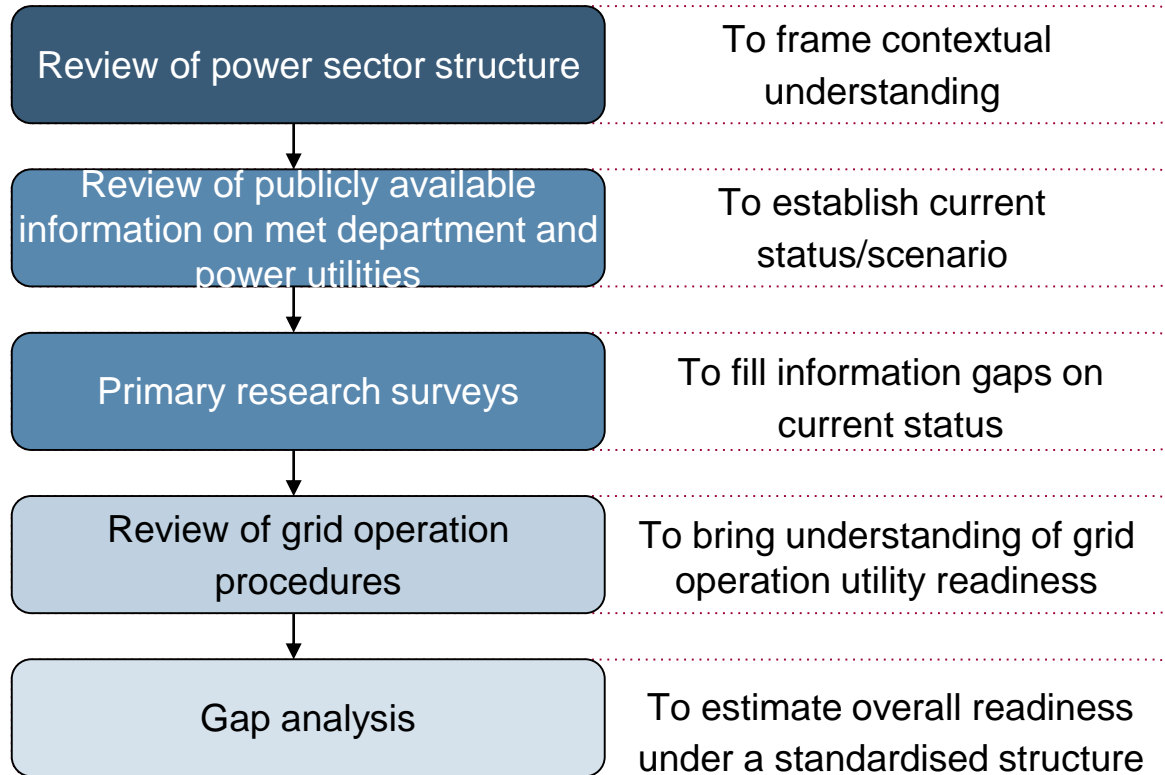 Review of power sector structure
To frame contextual
understanding
Review of publicly available
information on met department and
power utilities
To establish current
status/scenario
Primary research surveys
To fill information gaps on
current status
Review of grid operation
procedures
To bring understanding of grid
operation utility readiness
Gap analysis
To estimate overall readiness
under a standardised structure